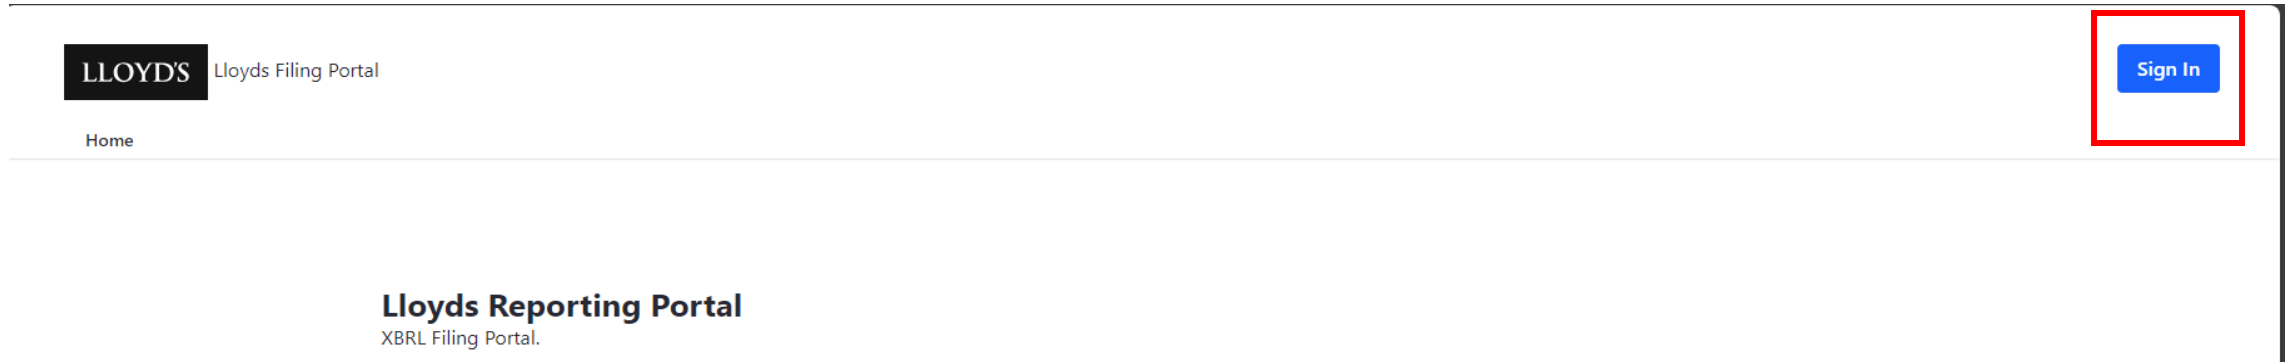 LLOYD'S Lloyds Filing Portal
Sign In
Home
Lloyds Reporting Portal
XBRL Filing Portal.